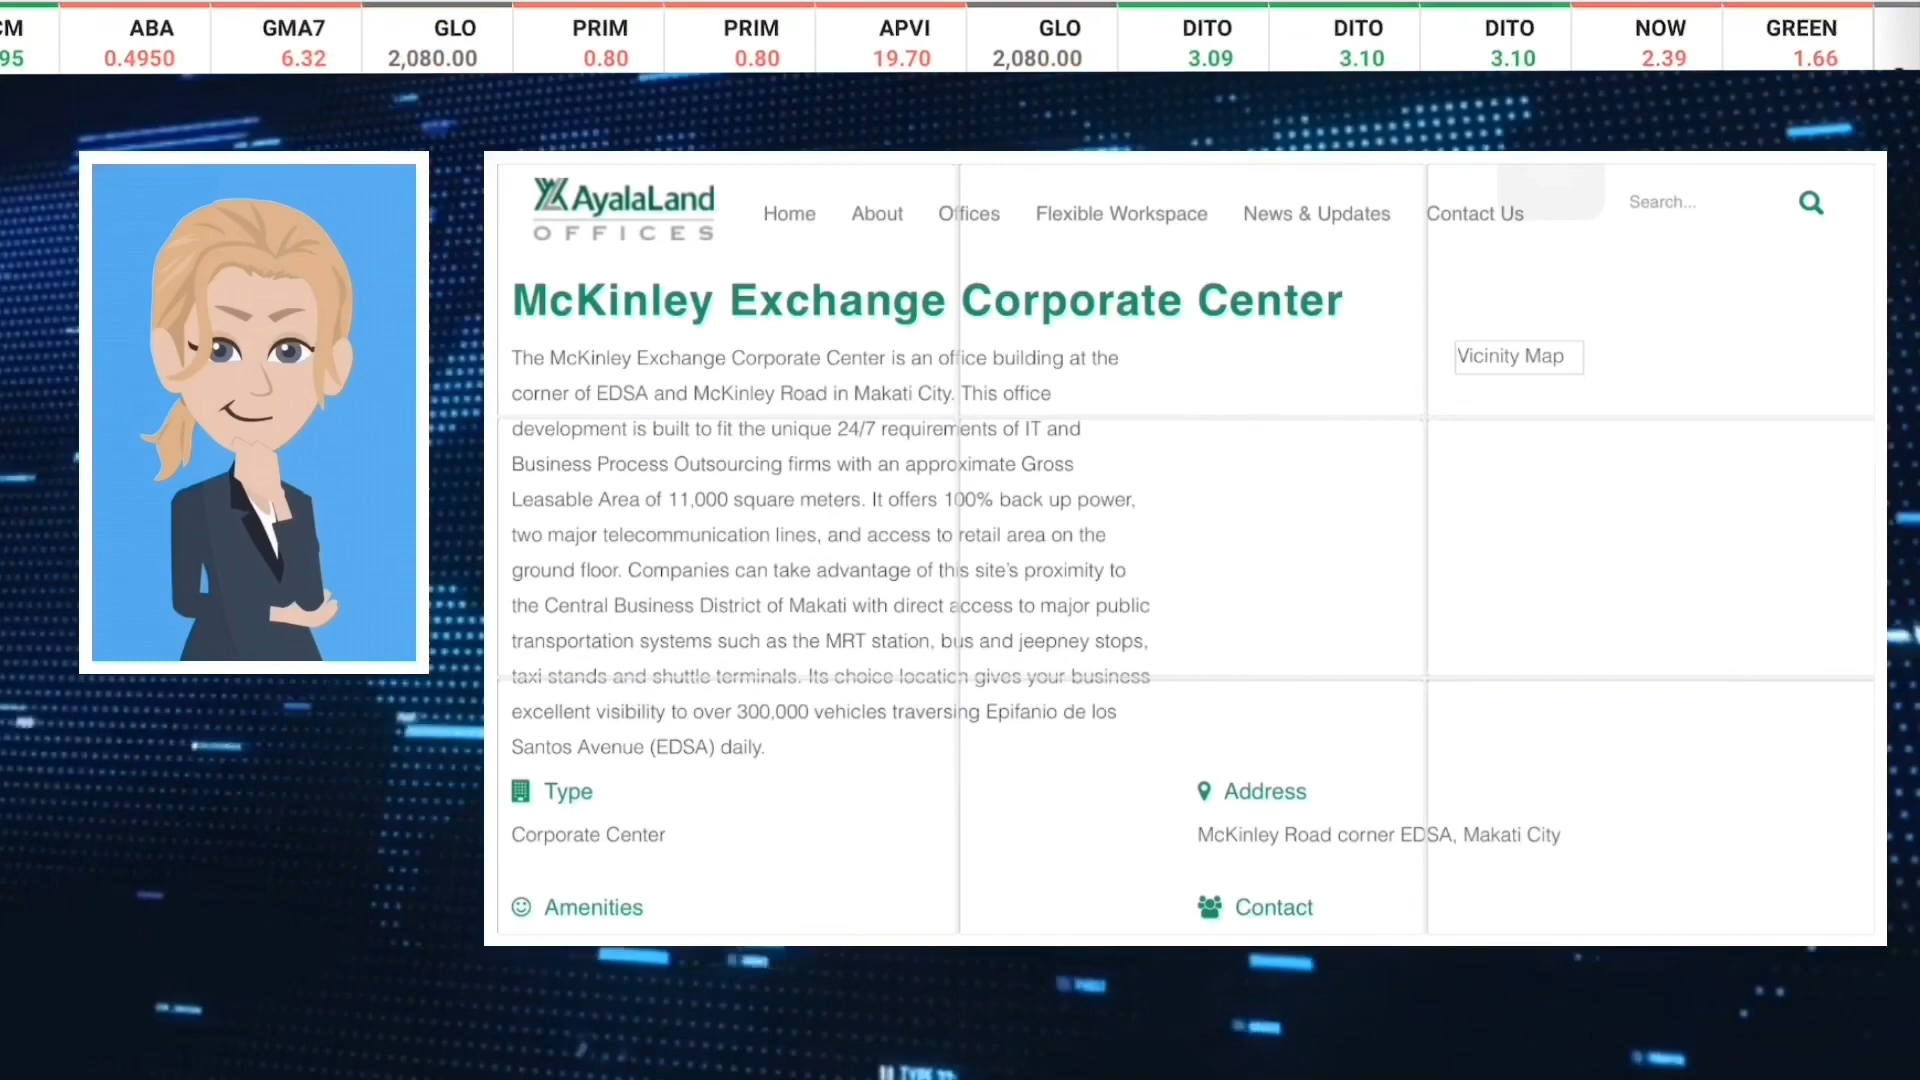 CM ABA GMA7 GLO PRIM PRIM APVI GLO DITO DITO DITO NOW GREEN
95 0.4950 6.32 2,080.00 0.80 0.80 19.70 2,080.00 3.09 3.10 3.10 2.39 1.66
AyalaLand
OFFICES
Home About Offices Flexible Workspace News & Updates Contact Us Search...
McKinley Exchange Corporate Center
The McKinley Exchange Corporate Center is an office building at the
corner of EDSA and McKinley Road in Makati City. This office
development is built to fit the unique 24/7 requirements of IT and
Business Process Outsourcing firms with an approximate Gross
Leasable Area of 11,000 square meters. It offers 100% back up power,
two major telecommunication lines, and access to retail area on the
ground floor. Companies can take advantage of this site's proximity to
the Central Business District of Makati with direct access to major public
transportation systems such as the MRT station, bus and jeepney stops,
taxi stands and shuttle terminals. Its choice location gives your business
excellent visibility to over 300,000 vehicles traversing Epifanio de los
Santos Avenue (EDSA) daily.
Vicinity Map
Type
Corporate Center
Address
McKinley Road corner EDSA, Makati City
Amenities
Contact